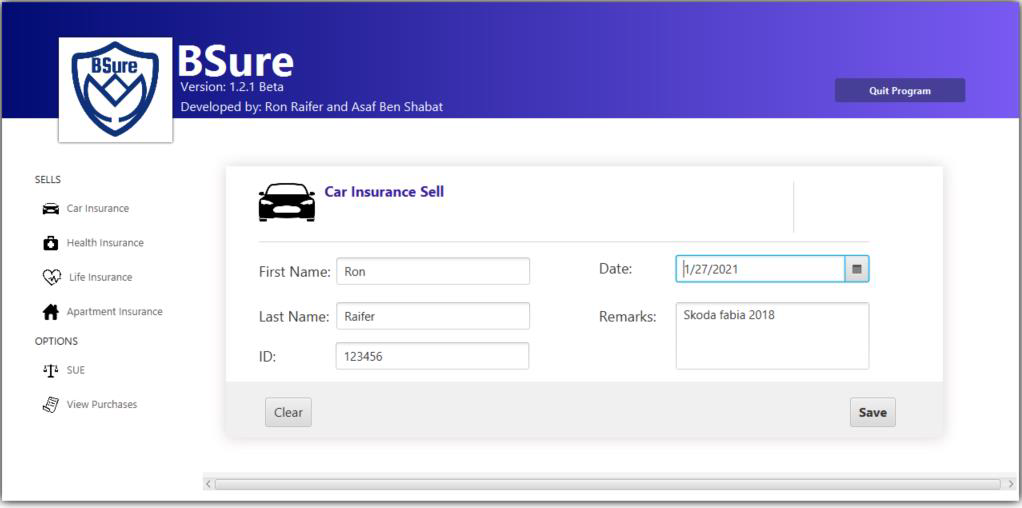 BSure
BSure
Version: 1.2.1 Beta
Developed by: Ron Raifer and Asaf Ben Shabat
Quit Program
SELLS
Car Insurance
Health Insurance
Life Insurance
Apartment Insurance
OPTIONS
SUE
View Purchases
Car Insurance Sell
First Name: Ron
Date: 1/27/2021
Last Name: Raifer
Remarks: Skoda fabia 2018
ID: 123456
Clear
Save